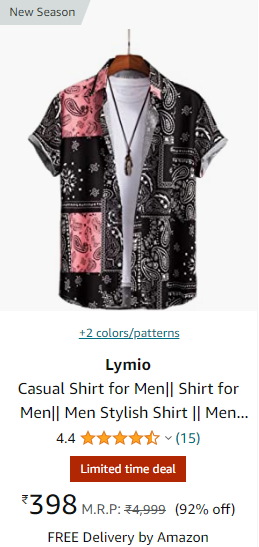 New Season
+2 colors/patterns
Lymio
Casual Shirt for Men|| Shirt for
Men|| Men Stylish Shirt || Men...
4.4 (15)
Limited time deal
₹398 M.R.P: ₹4,999 (92% off)
FREE Delivery by Amazon